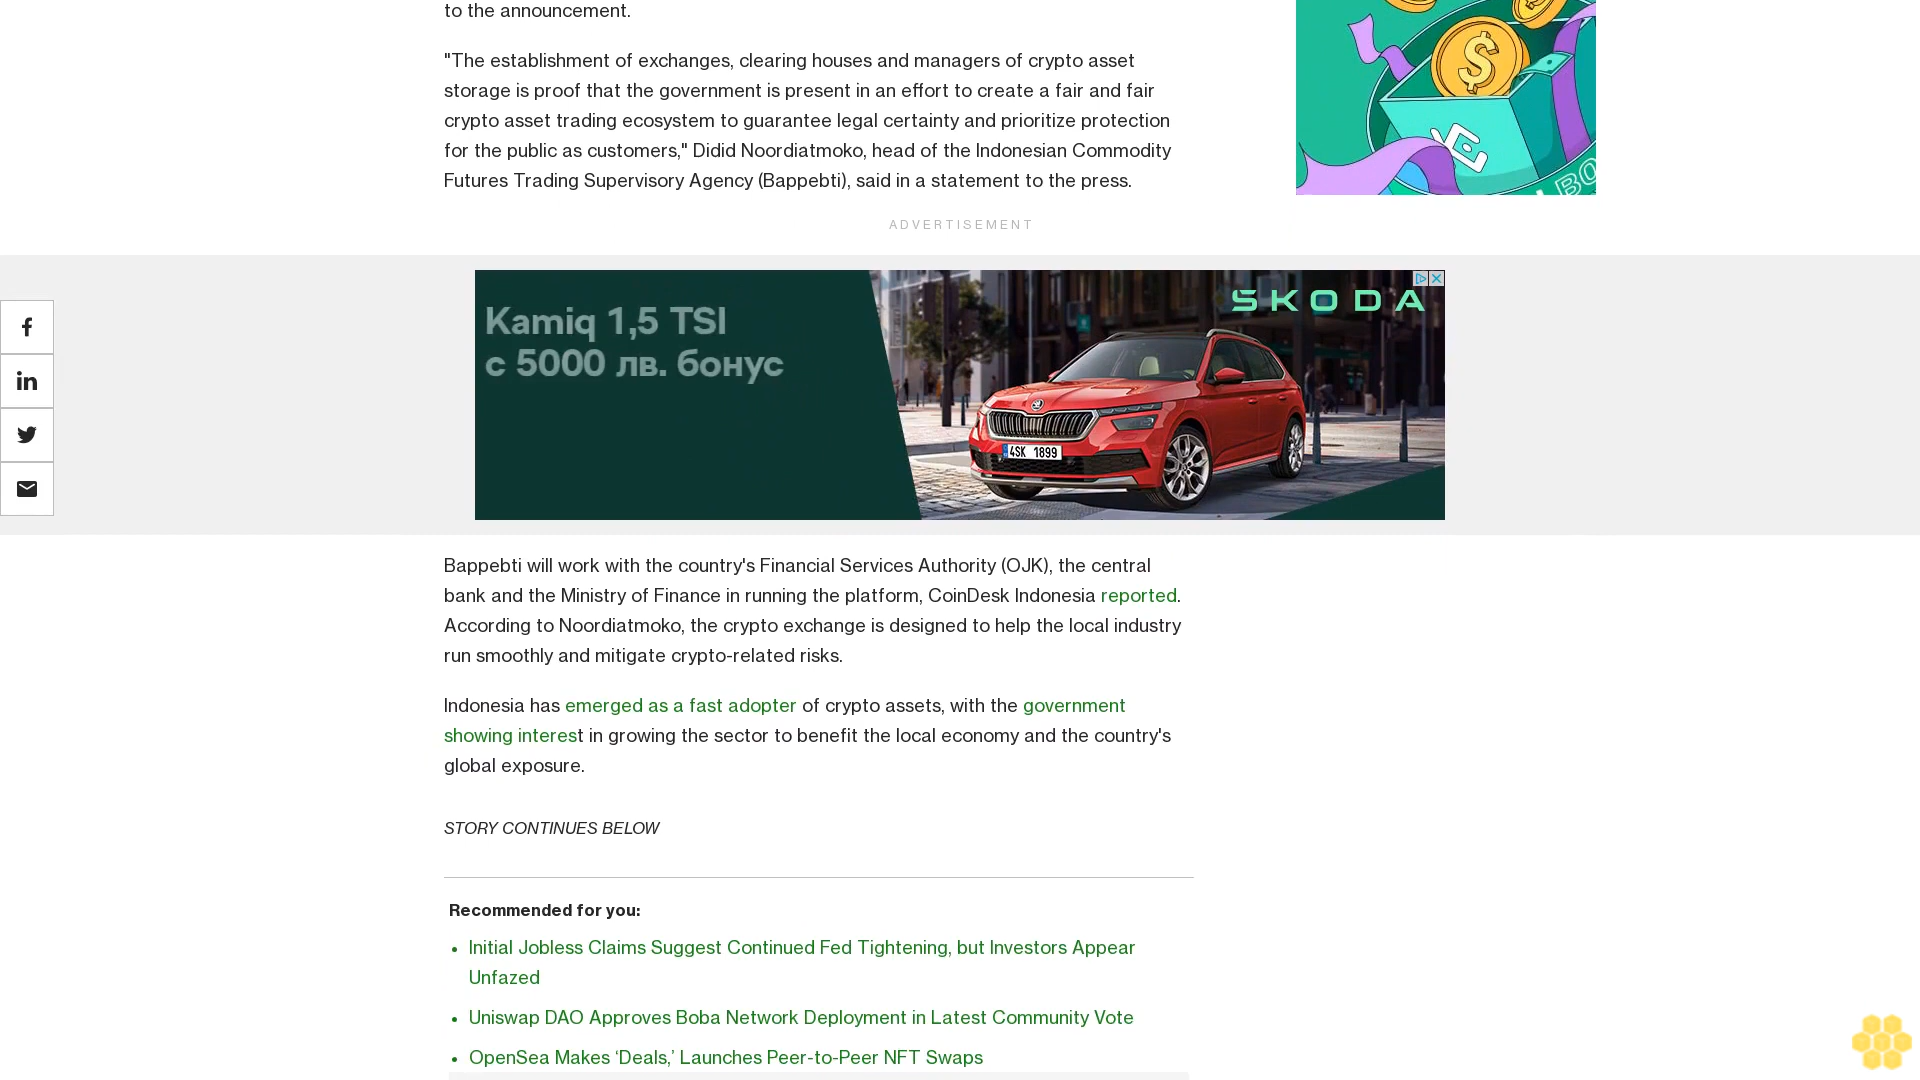 to the announcement.
"The establishment of exchanges, clearing houses and managers of crypto asset
storage is proof that the government is present in an effort to create a fair and fair
crypto asset trading ecosystem to guarantee legal certainty and prioritize protection
for the public as customers," Didid Noordiatmoko, head of the Indonesian Commodity
Futures Trading Supervisory Agency (Bappebti), said in a statement to the press.
ADVERTISEMENT
Kamiq 1,5 TSI
с 5000 лв. бонус
SKODA
4SK 1899
Bappebti will work with the country's Financial Services Authority (OJK), the central
bank and the Ministry of Finance in running the platform, CoinDesk Indonesia reported.
According to Noordiatmoko, the crypto exchange is designed to help the local industry
run smoothly and mitigate crypto-related risks.
Indonesia has emerged as a fast adopter of crypto assets, with the government
showing interest in growing the sector to benefit the local economy and the country's
global exposure.
STORY CONTINUES BELOW
Recommended for you:
• Initial Jobless Claims Suggest Continued Fed Tightening, but Investors Appear
Unfazed
• Uniswap DAO Approves Boba Network Deployment in Latest Community Vote
• OpenSea Makes ‘Deals,’ Launches Peer-to-Peer NFT Swaps